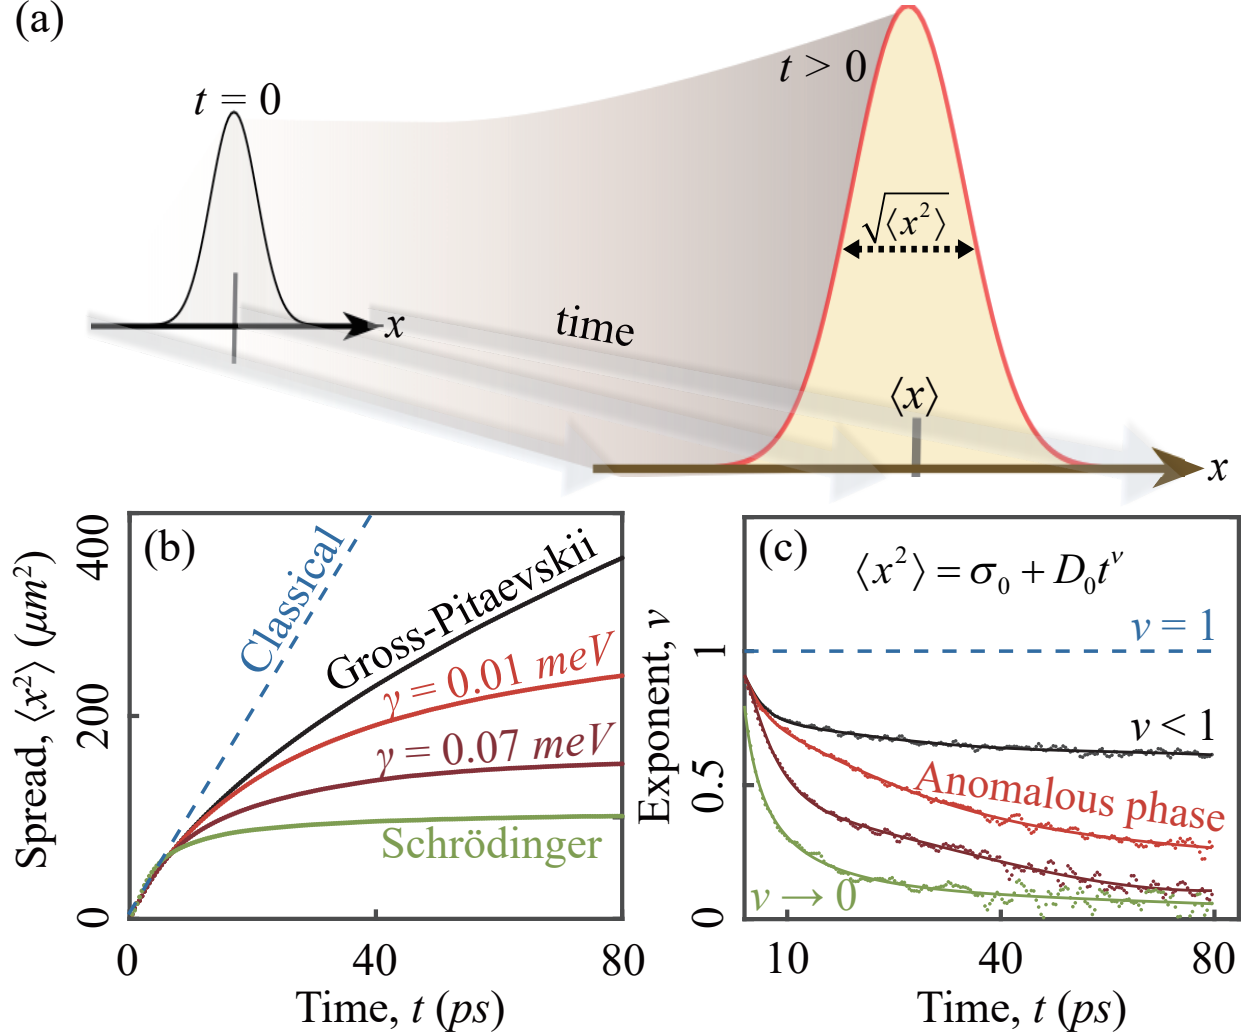 (a)
t = 0
t > 0
√⟨x²⟩
time
x
⟨x⟩
x
(b)
Spread, ⟨x²⟩ (μm²)
400
200
0
Classical
Gross-Pitaevskii
γ = 0.01 meV
γ = 0.07 meV
Schrödinger
0 40 80
Time, t (ps)
(c)
⟨x²⟩ = σ₀ + D₀t^ν
Exponent, ν
1
0.5
0
ν = 1
ν < 1
Anomalous phase
ν → 0
10 40 80
Time, t (ps)